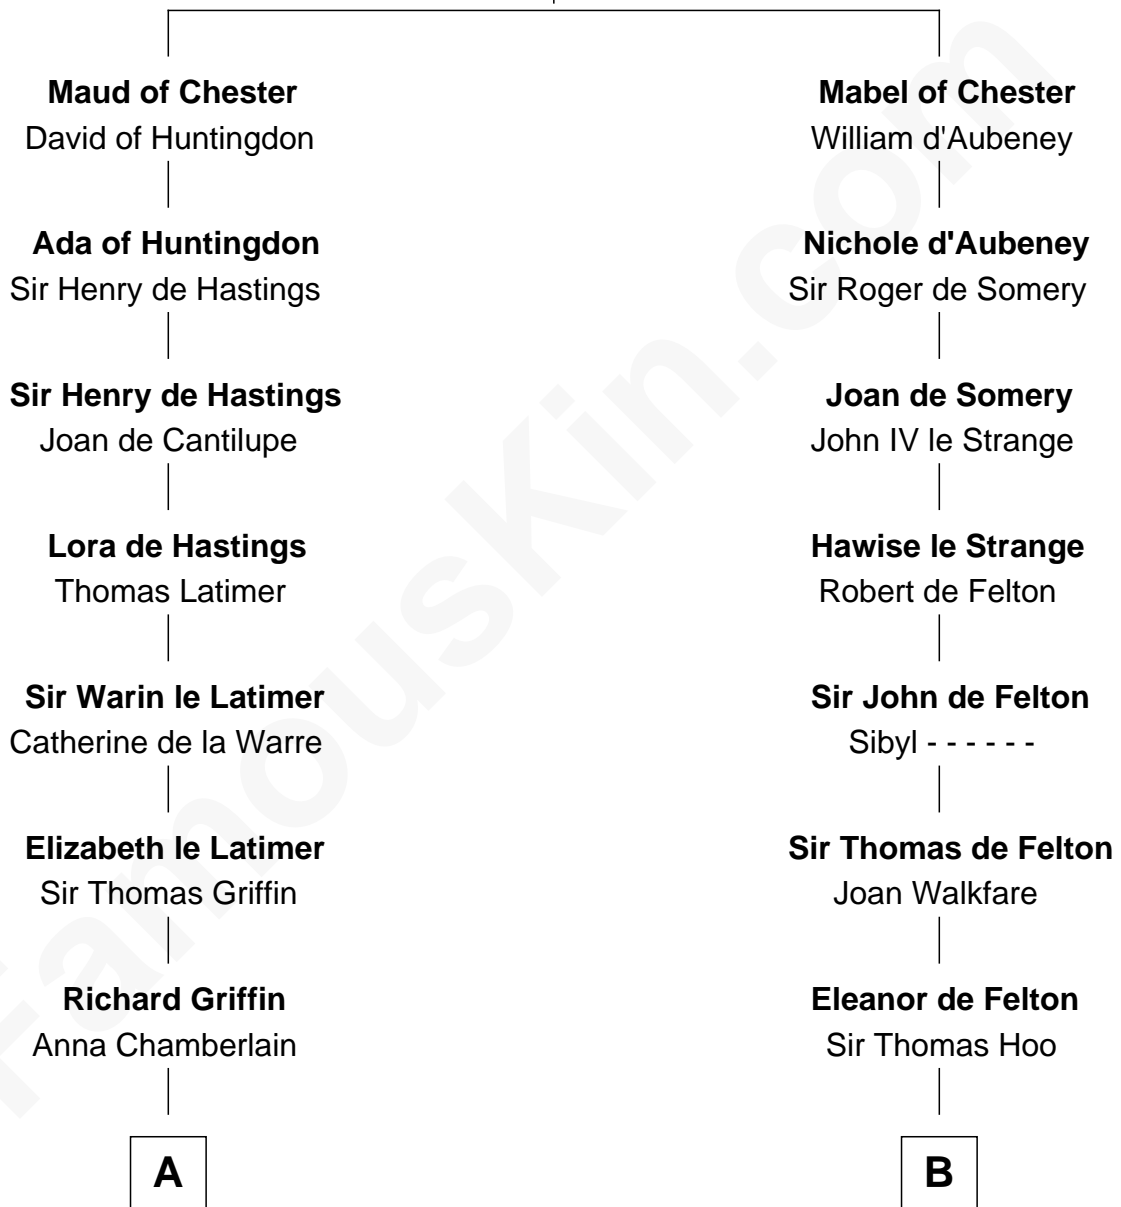 Maud of Chester
David of Huntingdon
Mabel of Chester
William d'Aubeney
Ada of Huntingdon
Sir Henry de Hastings
Nichole d'Aubeney
Sir Roger de Somery
Sir Henry de Hastings
Joan de Cantilupe
Joan de Somery
John IV le Strange
Lora de Hastings
Thomas Latimer
Hawise le Strange
Robert de Felton
Sir Warin le Latimer
Catherine de la Warre
Sir John de Felton
Sibyl - - - - - -
Elizabeth le Latimer
Sir Thomas Griffin
Sir Thomas de Felton
Joan Walkfare
Richard Griffin
Anna Chamberlain
Eleanor de Felton
Sir Thomas Hoo
A
B
FamousKin.com